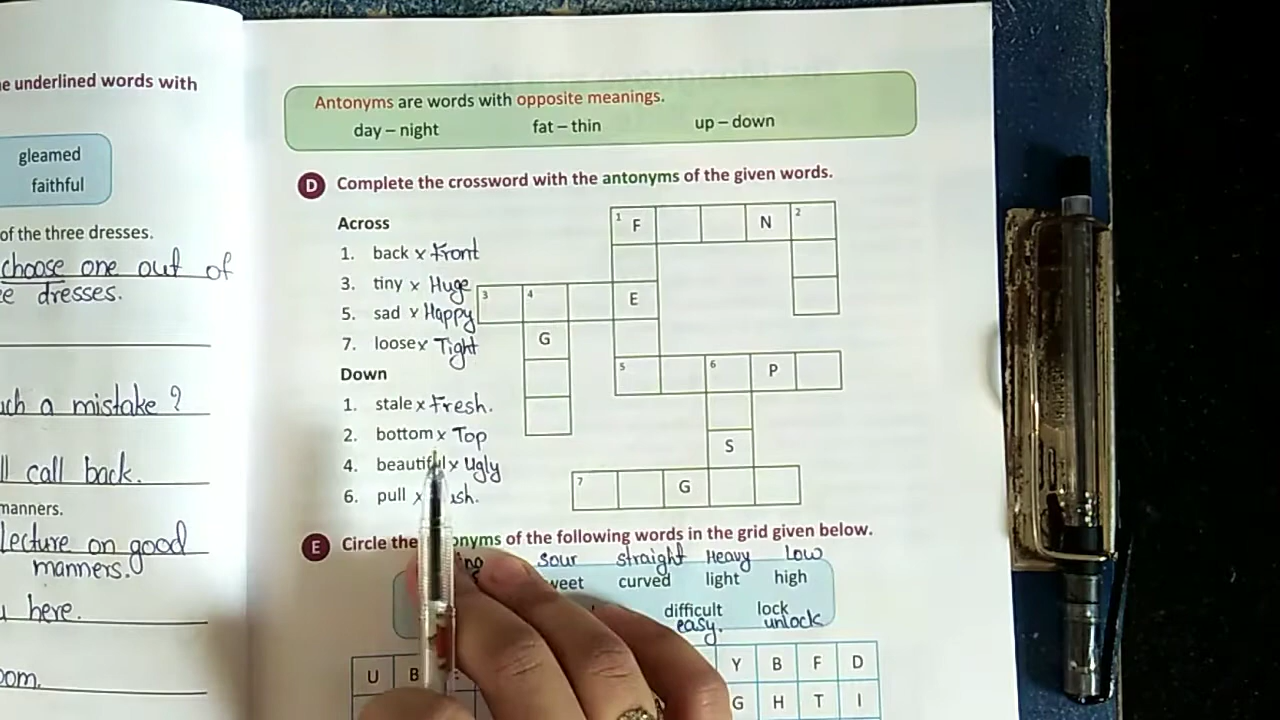 e underlined words with
gleamed
faithful
of the three dresses.
choose one out of
e dresses.
uch a mistake ?
ll call back.
manners.
lecture on good
manners.
u here.
oom.
Antonyms are words with opposite meanings.
day – night fat – thin up – down
D Complete the crossword with the antonyms of the given words.
Across
1. back x Front
3. tiny x Huge
5. sad x Happy
7. loose x Tight
Down
1. stale x Fresh.
2. bottom x Top
4. beautiful x Ugly
6. pull x ush.
1 F N 2
3 4 E
G
5 6 P
S
7 G
E Circle the onyms of the following words in the grid given below.
sour straight Heavy Low
weet curved light high
difficult lock
easy. unlock
U B Y B F D
G H T I